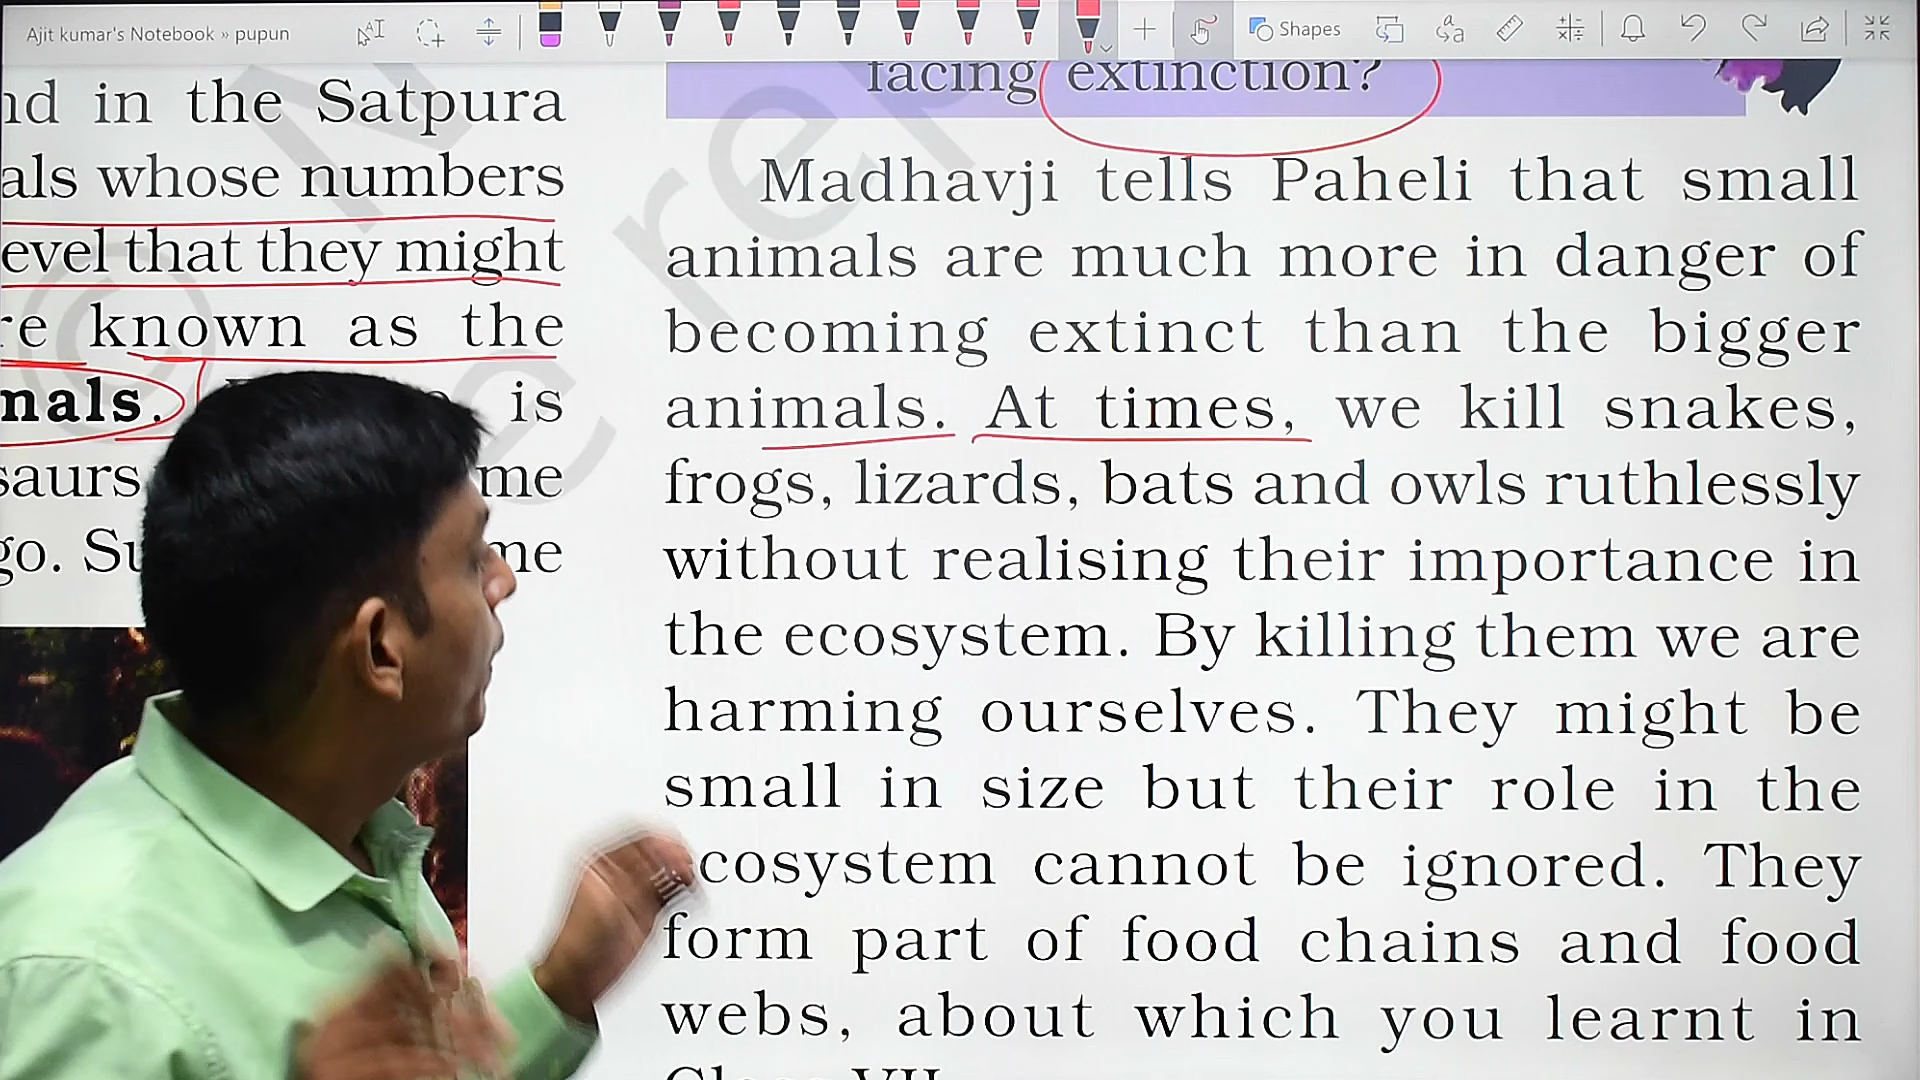 Ajit kumar's Notebook » pupun
Shapes
nd in the Satpura
als whose numbers
evel that they might
re known as the
mals. is
saurs me
go. Su me
facing extinction?
Madhavji tells Paheli that small
animals are much more in danger of
becoming extinct than the bigger
animals. At times, we kill snakes,
frogs, lizards, bats and owls ruthlessly
without realising their importance in
the ecosystem. By killing them we are
harming ourselves. They might be
small in size but their role in the
cosystem cannot be ignored. They
form part of food chains and food
webs, about which you learnt in
Class VII.